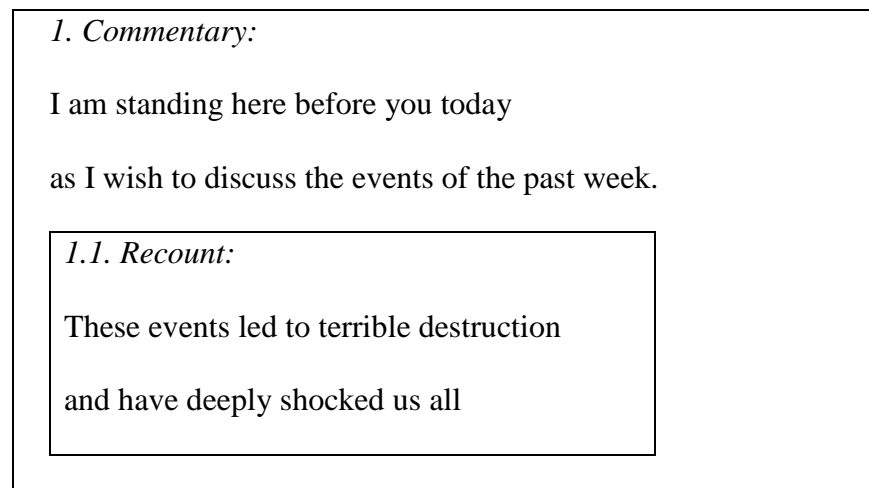 1. Commentary:
I am standing here before you today
as I wish to discuss the events of the past week.
1.1. Recount:
These events led to terrible destruction
and have deeply shocked us all